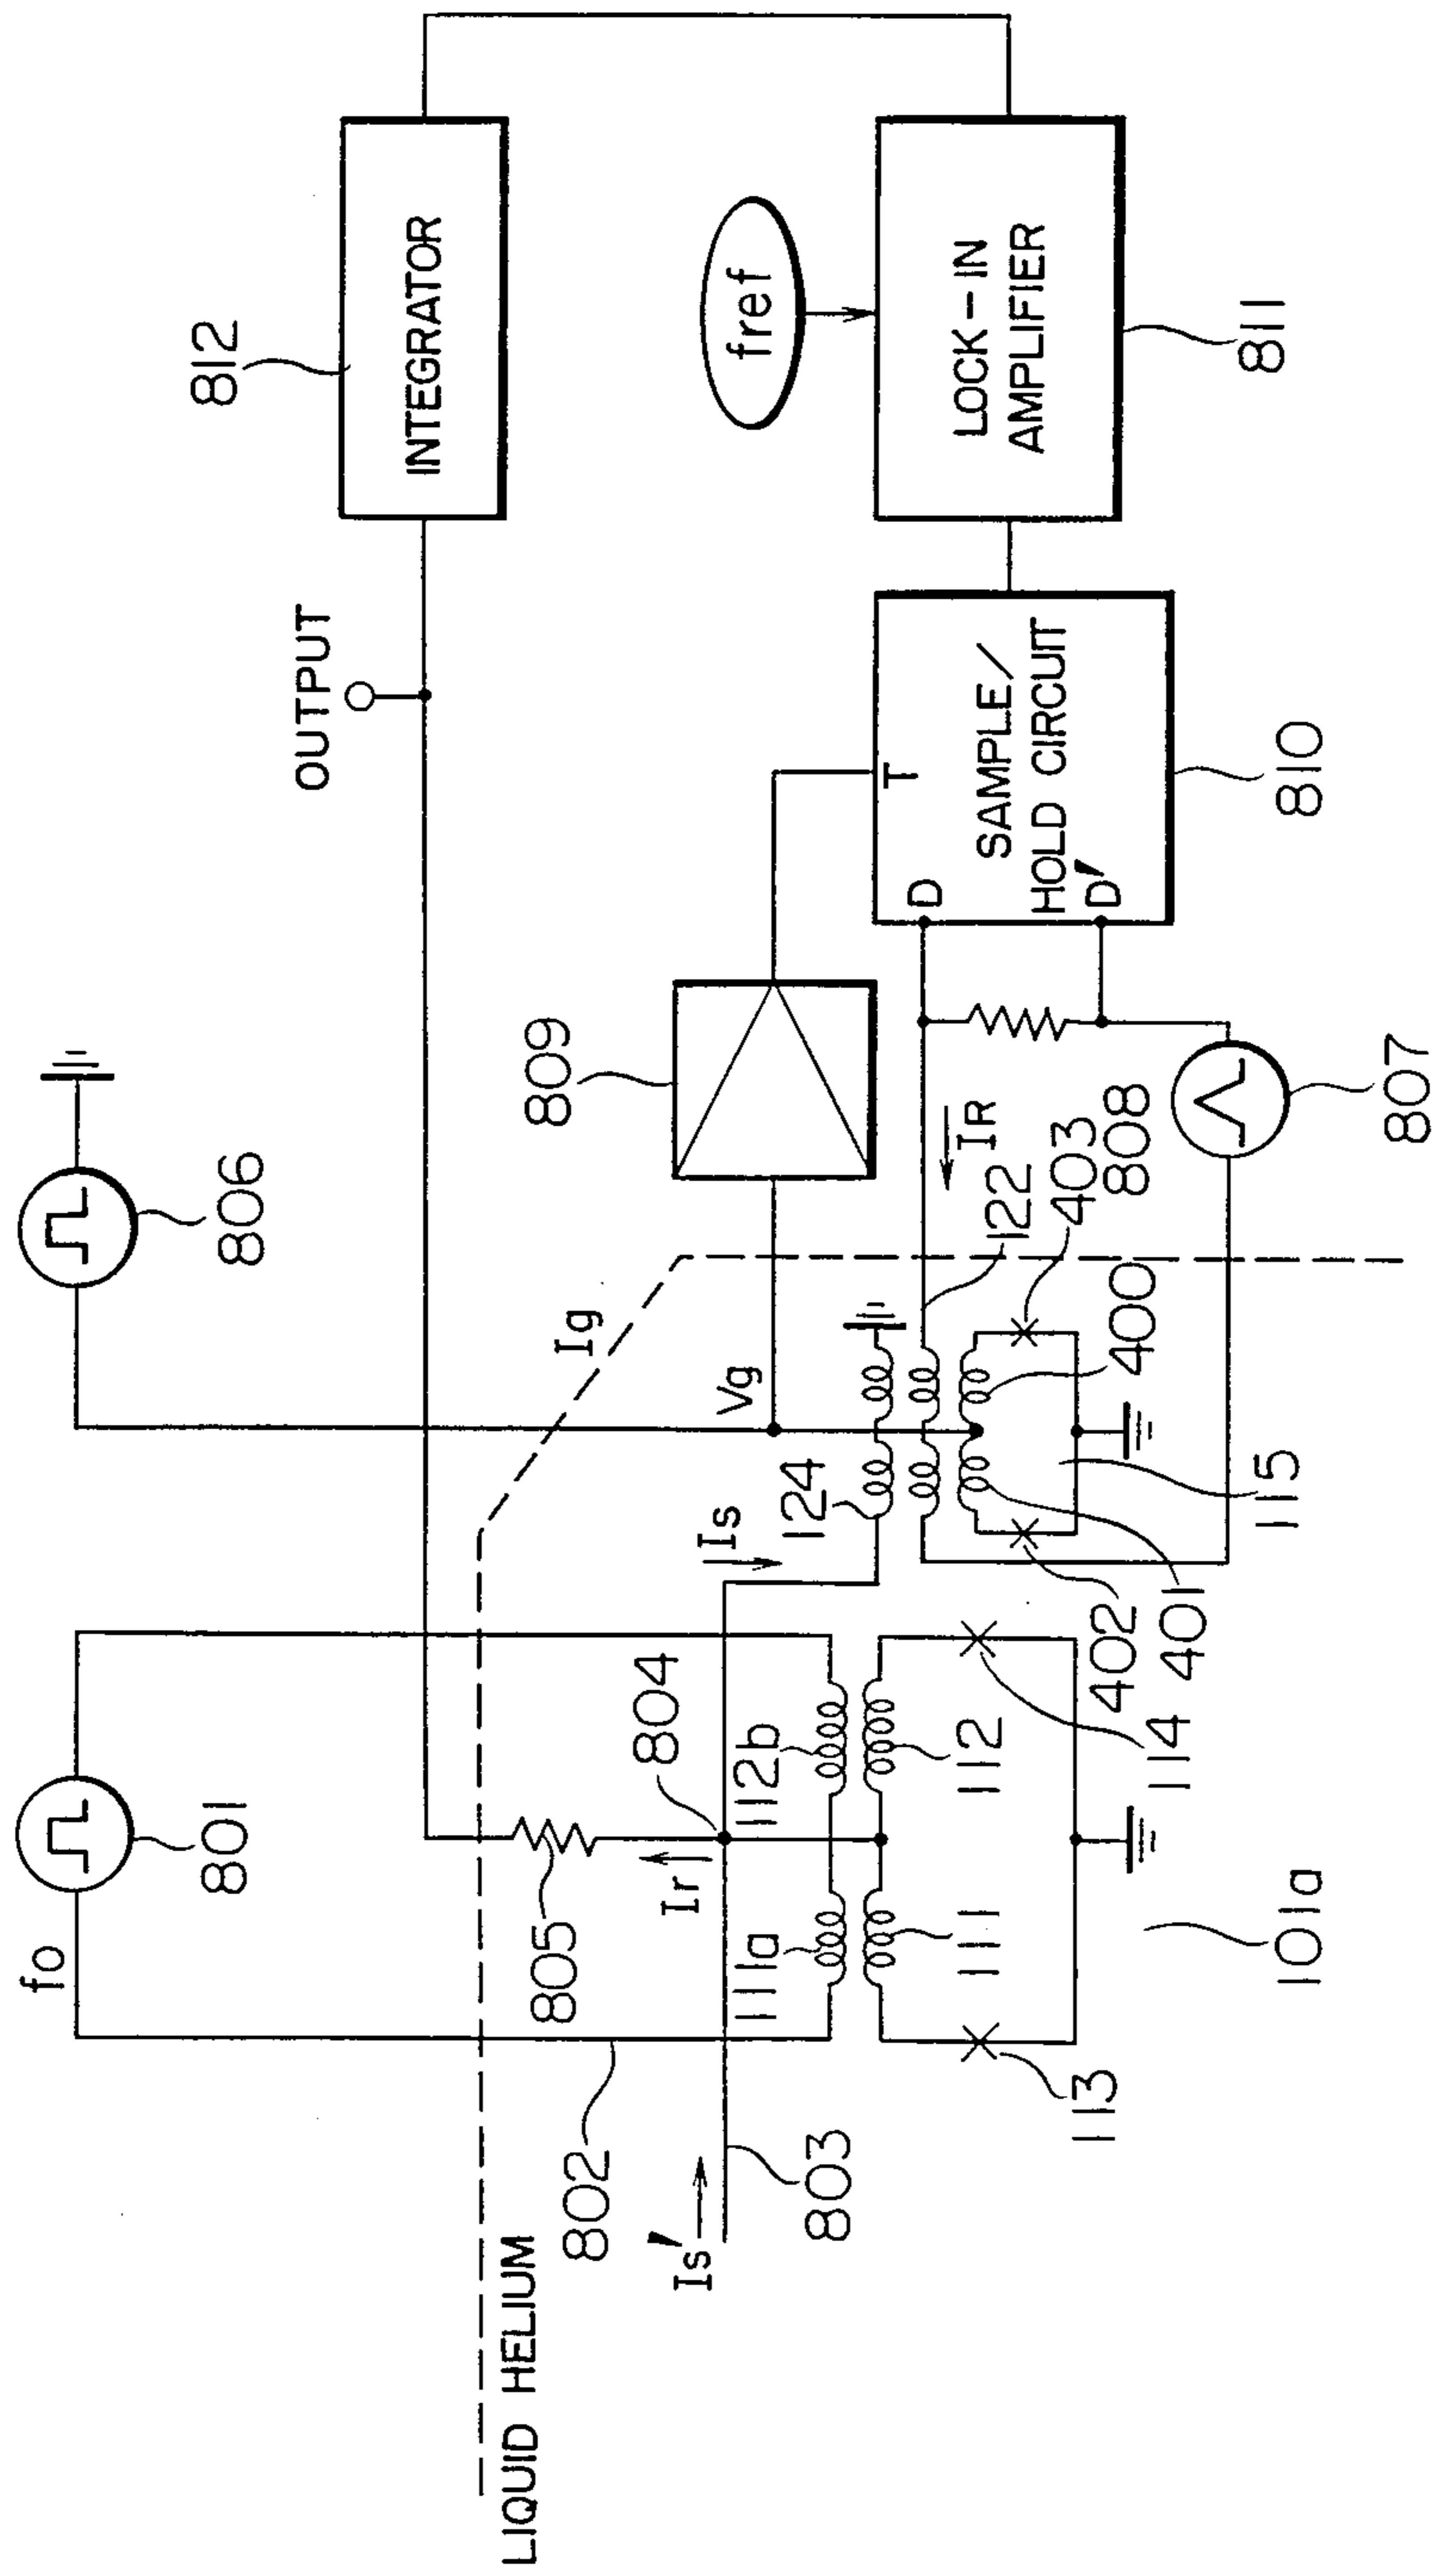 fo
801
806
812
INTEGRATOR
OUTPUT
LIQUID HELIUM
Ig
802
805
Ir
804
Is
Vg
809
fref
Is'
803
111a
112b
124
122
IR
T
D
SAMPLE/
HOLD CIRCUIT
D'
LOCK-IN
AMPLIFIER
111
112
403
808
400
113
114
402
401
115
101a
807
810
811